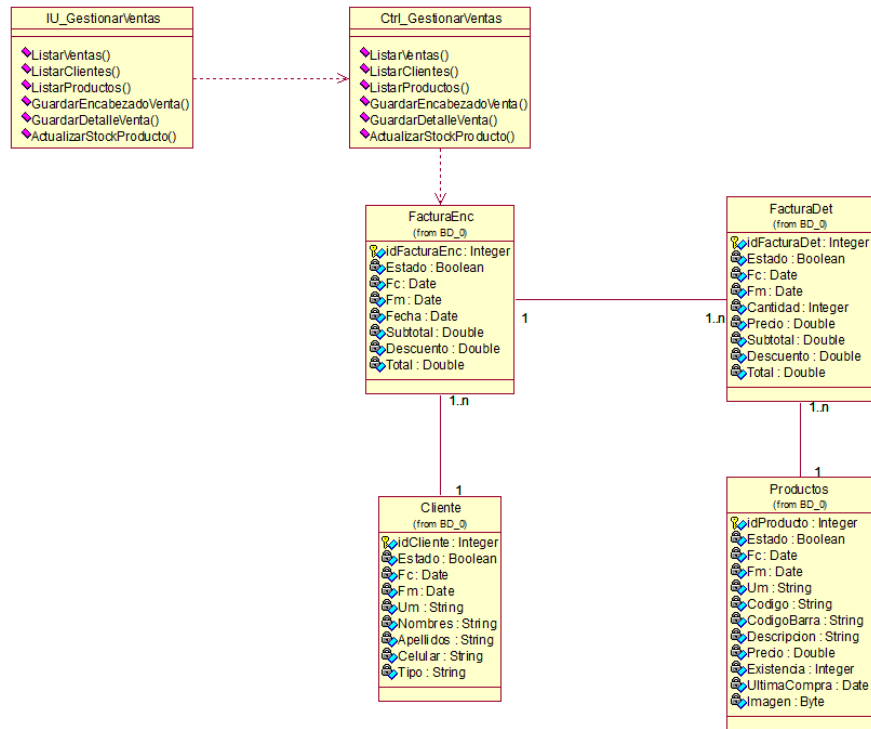 IU_GestionarVentas
ListarVentas()
ListarClientes()
ListarProductos()
GuardarEncabezadoVenta()
GuardarDetalleVenta()
ActualizarStockProducto()
Ctrl_GestionarVentas
ListarVentas()
ListarClientes()
ListarProductos()
GuardarEncabezadoVenta()
GuardarDetalleVenta()
ActualizarStockProducto()
FacturaEnc
(from BD_0)
idFacturaEnc : Integer
Estado : Boolean
Fc : Date
Fm : Date
Fecha : Date
Subtotal : Double
Descuento : Double
Total : Double
1
1..n
1..n
1
FacturaDet
(from BD_0)
idFacturaDet : Integer
Estado : Boolean
Fc : Date
Fm : Date
Cantidad : Integer
Precio : Double
Subtotal : Double
Descuento : Double
Total : Double
1..n
1
Cliente
(from BD_0)
idCliente : Integer
Estado : Boolean
Fc : Date
Fm : Date
Um : String
Nombres : String
Apellidos : String
Celular : String
Tipo : String
Productos
(from BD_0)
idProducto : Integer
Estado : Boolean
Fc : Date
Fm : Date
Um : String
Codigo : String
CodigoBarra : String
Descripcion : String
Precio : Double
Existencia : Integer
UltimaCompra : Date
Imagen : Byte